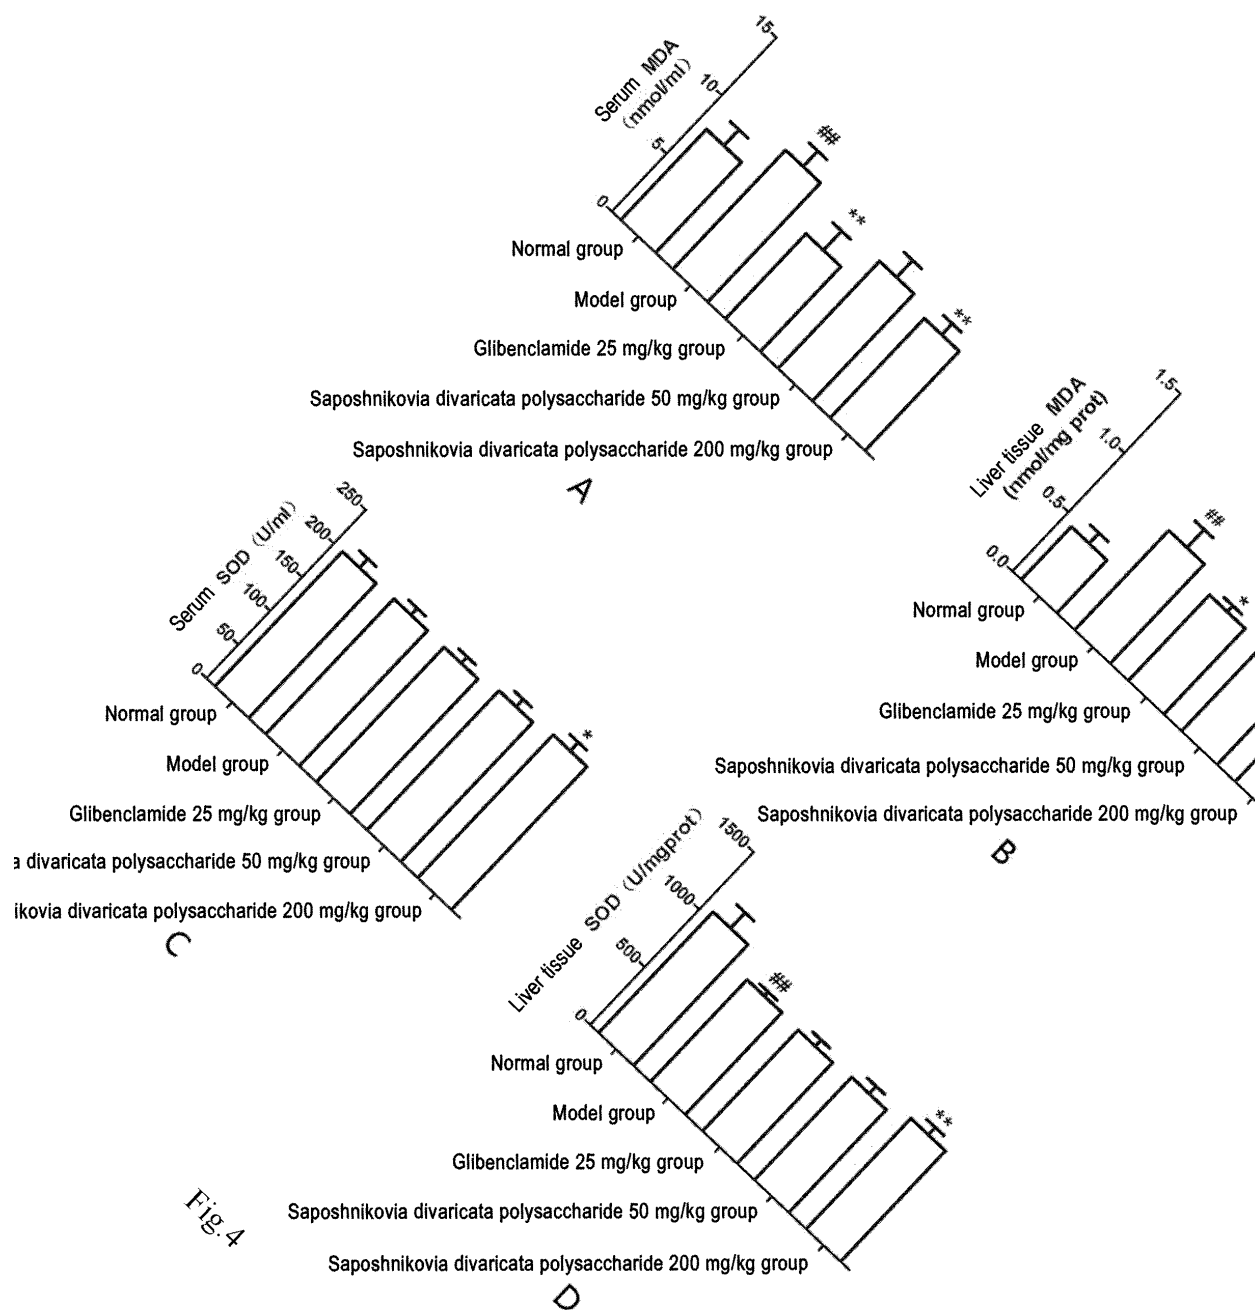 Serum MDA
(nmol/ml)
15
10
5
0
##
**
**
Normal group
Model group
Glibenclamide 25 mg/kg group
Saposhnikovia divaricata polysaccharide 50 mg/kg group
Saposhnikovia divaricata polysaccharide 200 mg/kg group
A
Liver tissue MDA
(nmol/mg prot)
1.5
1.0
0.5
0.0
##
*
Normal group
Model group
Glibenclamide 25 mg/kg group
Saposhnikovia divaricata polysaccharide 50 mg/kg group
Saposhnikovia divaricata polysaccharide 200 mg/kg group
B
Serum SOD (U/ml)
250
200
150
100
50
0
*
Normal group
Model group
Glibenclamide 25 mg/kg group
a divaricata polysaccharide 50 mg/kg group
ikovia divaricata polysaccharide 200 mg/kg group
C
Liver tissue SOD (U/mgprot)
1500
1000
500
0
##
**
Normal group
Model group
Glibenclamide 25 mg/kg group
Saposhnikovia divaricata polysaccharide 50 mg/kg group
Saposhnikovia divaricata polysaccharide 200 mg/kg group
D
Fig.4